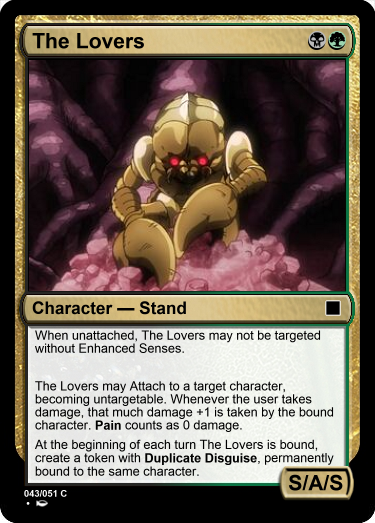 The Lovers
Character — Stand
When unattached, The Lovers may not be targeted
without Enhanced Senses.
The Lovers may Attach to a target character,
becoming untargetable. Whenever the user takes
damage, that much damage +1 is taken by the bound
character. Pain counts as 0 damage.
At the beginning of each turn The Lovers is bound,
create a token with Duplicate Disguise, permanently
bound to the same character.
S/A/S
043/051 C